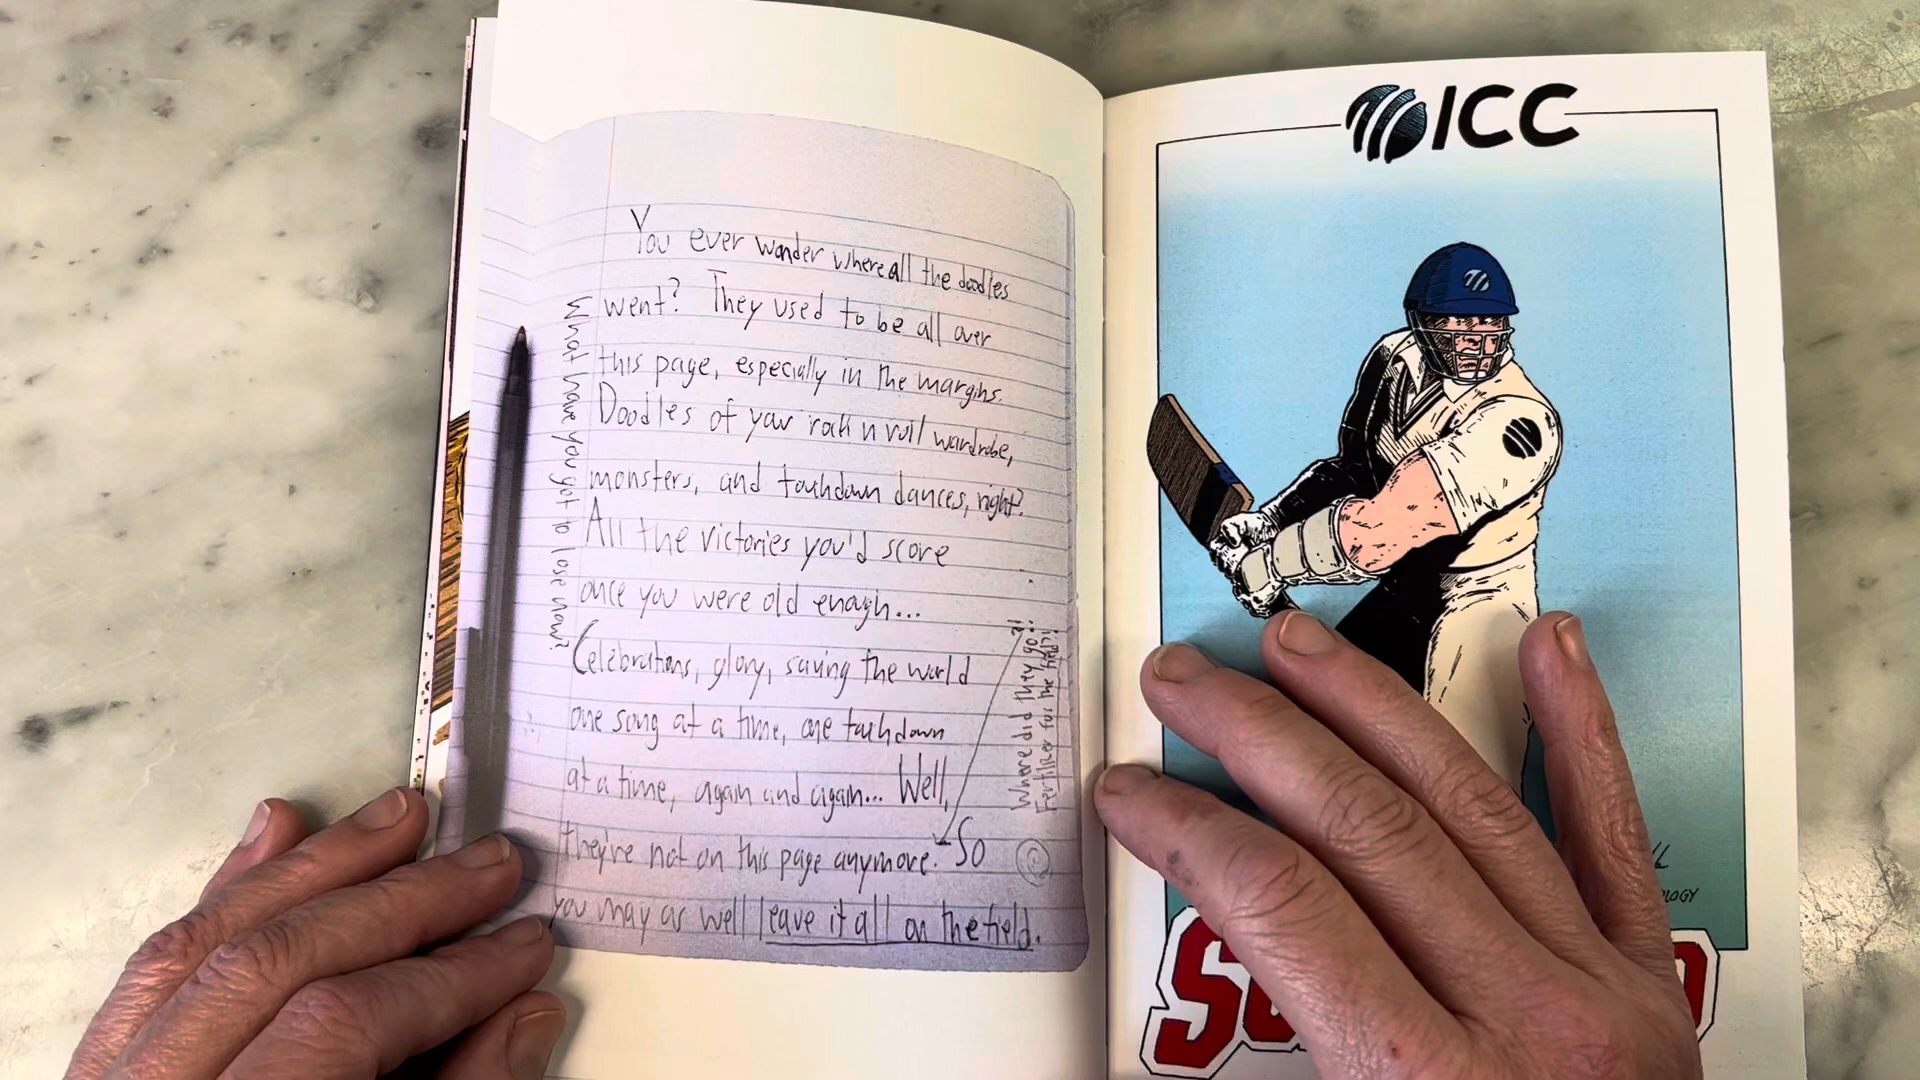 You ever wonder where all the doodles
went? They used to be all over
this page, especially in the margins.
Doodles of your rock n roll wardrobe,
monsters, and touchdown dances, right?
All the victories you'd score
once you were old enough...
Celebrations, glory, saving the world
one song at a time, one touchdown
at a time, again and again... Well,
they're not on this page anymore. So
you may as well leave it all on the field.
What have you got to lose now?
Where did they go?!
Fertilizer for the field?!
ICC